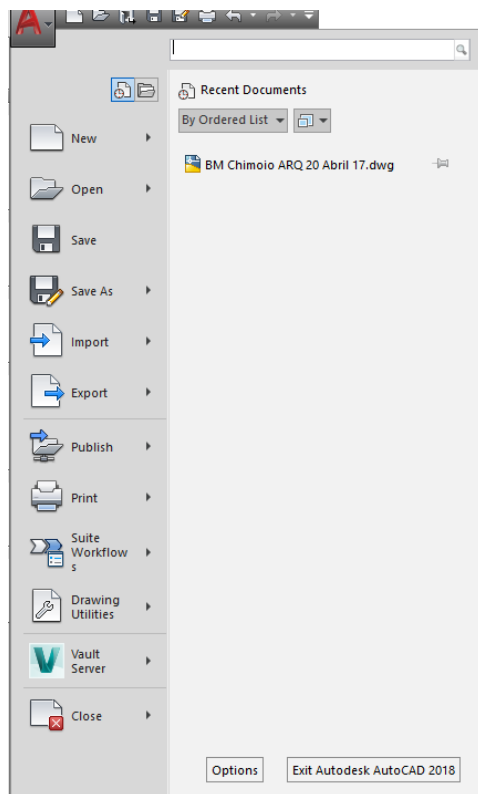 A
Recent Documents
By Ordered List
New
BM Chimoio ARQ 20 Abril 17.dwg
Open
Save
Save As
Import
Export
Publish
Print
Suite
Workflow
s
Drawing
Utilities
Vault
Server
Close
Options
Exit Autodesk AutoCAD 2018